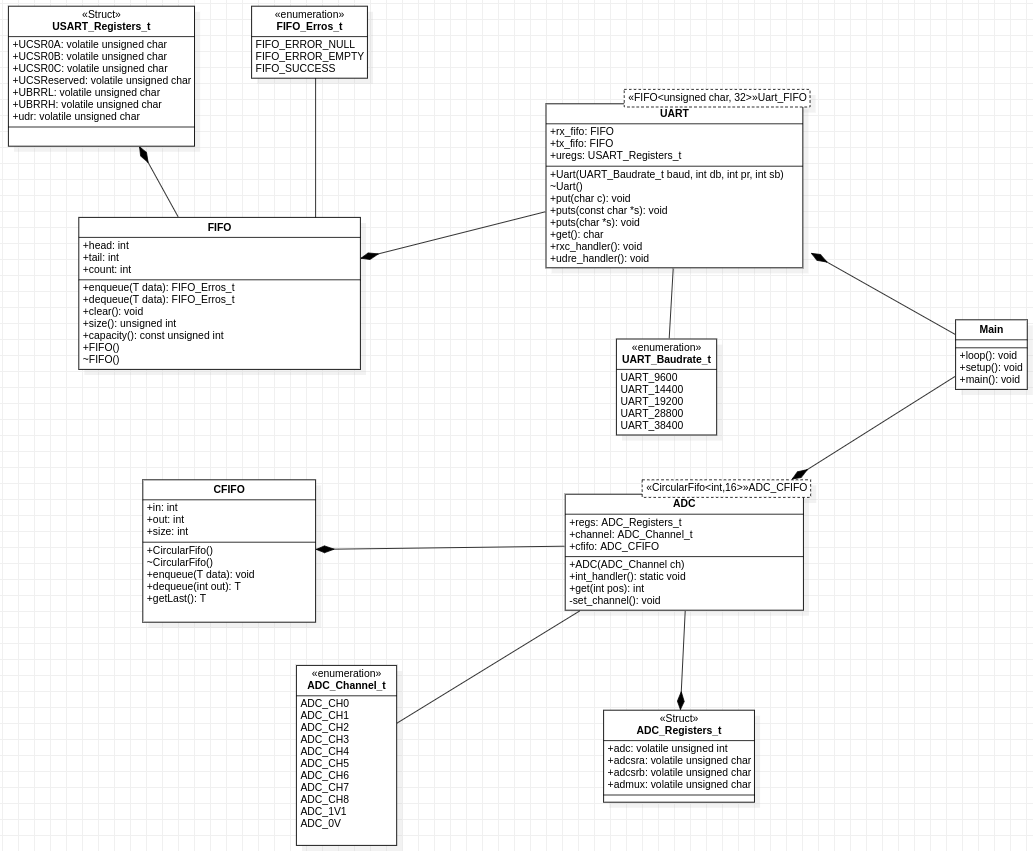 «Struct»
USART_Registers_t
+UCSR0A: volatile unsigned char
+UCSR0B: volatile unsigned char
+UCSR0C: volatile unsigned char
+UCSReserved: volatile unsigned char
+UBRRL: volatile unsigned char
+UBRRH: volatile unsigned char
+udr: volatile unsigned char
«enumeration»
FIFO_Erros_t
FIFO_ERROR_NULL
FIFO_ERROR_EMPTY
FIFO_SUCCESS
«FIFO<unsigned char, 32>»Uart_FIFO
UART
+rx_fifo: FIFO
+tx_fifo: FIFO
+uregs: USART_Registers_t
+Uart(UART_Baudrate_t baud, int db, int pr, int sb)
~Uart()
+put(char c): void
+puts(const char *s): void
+puts(char *s): void
+get(): char
+rxc_handler(): void
+udre_handler(): void
FIFO
+head: int
+tail: int
+count: int
+enqueue(T data): FIFO_Erros_t
+dequeue(T data): FIFO_Erros_t
+clear(): void
+size(): unsigned int
+capacity(): const unsigned int
+FIFO()
~FIFO()
Main
+loop(): void
+setup(): void
+main(): void
«enumeration»
UART_Baudrate_t
UART_9600
UART_14400
UART_19200
UART_28800
UART_38400
CFIFO
+in: int
+out: int
+size: int
+CircularFifo()
~CircularFifo()
+enqueue(T data): void
+dequeue(int out): T
+getLast(): T
«CircularFifo<int,16>»ADC_CFIFO
ADC
+regs: ADC_Registers_t
+channel: ADC_Channel_t
+cfifo: ADC_CFIFO
+ADC(ADC_Channel ch)
+int_handler(): static void
+get(int pos): int
-set_channel(): void
«enumeration»
ADC_Channel_t
ADC_CH0
ADC_CH1
ADC_CH2
ADC_CH3
ADC_CH4
ADC_CH5
ADC_CH6
ADC_CH7
ADC_CH8
ADC_1V1
ADC_0V
«Struct»
ADC_Registers_t
+adc: volatile unsigned int
+adcsra: volatile unsigned char
+adcsrb: volatile unsigned char
+admux: volatile unsigned char